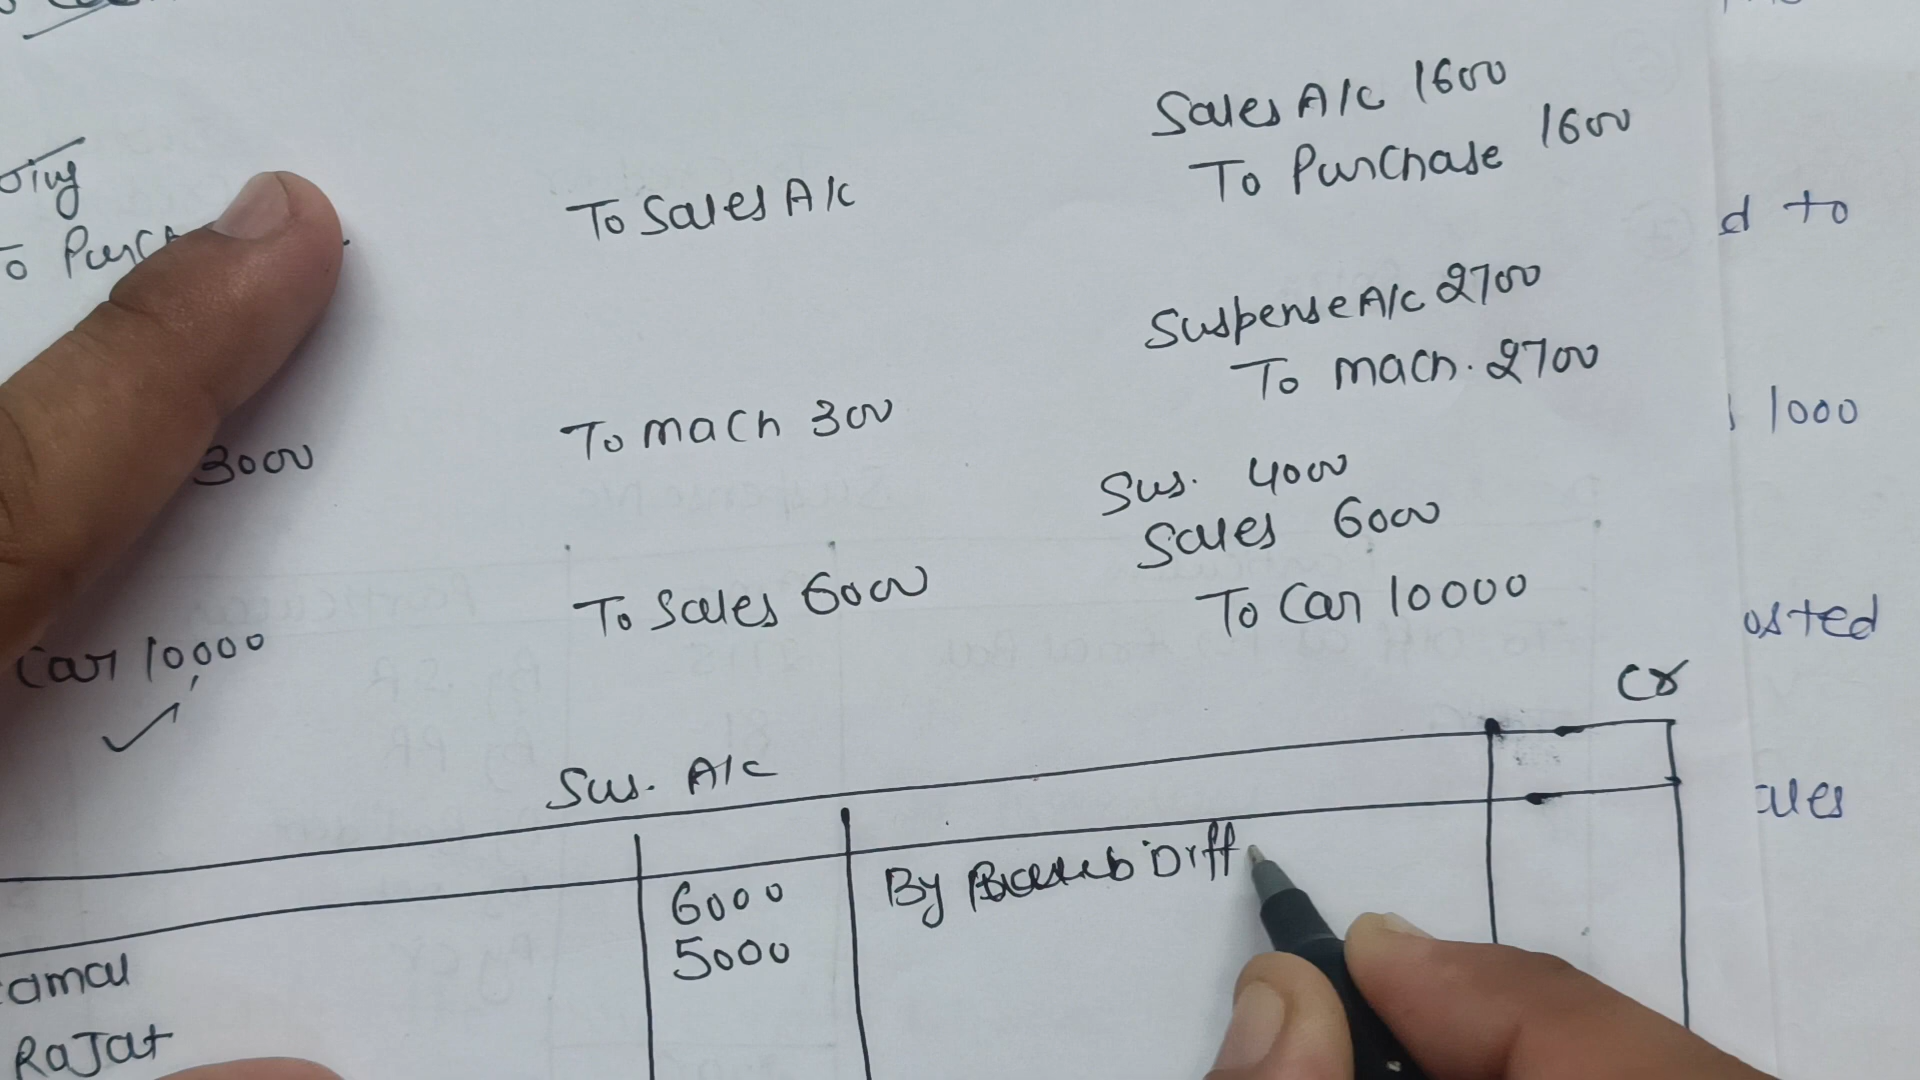 To Sales A/c
Sales A/c 1600
To Purchase 1600
d to
Suspense A/c 2700
To mach. 2700
3000
To mach 300
1000
Sus. 4000
Sales 6000
To Car 10000
Car 10,000
To Sales 6000
osted
Cr
Sus. A/c
ales
6000
By Diff
amal
5000
Rajat